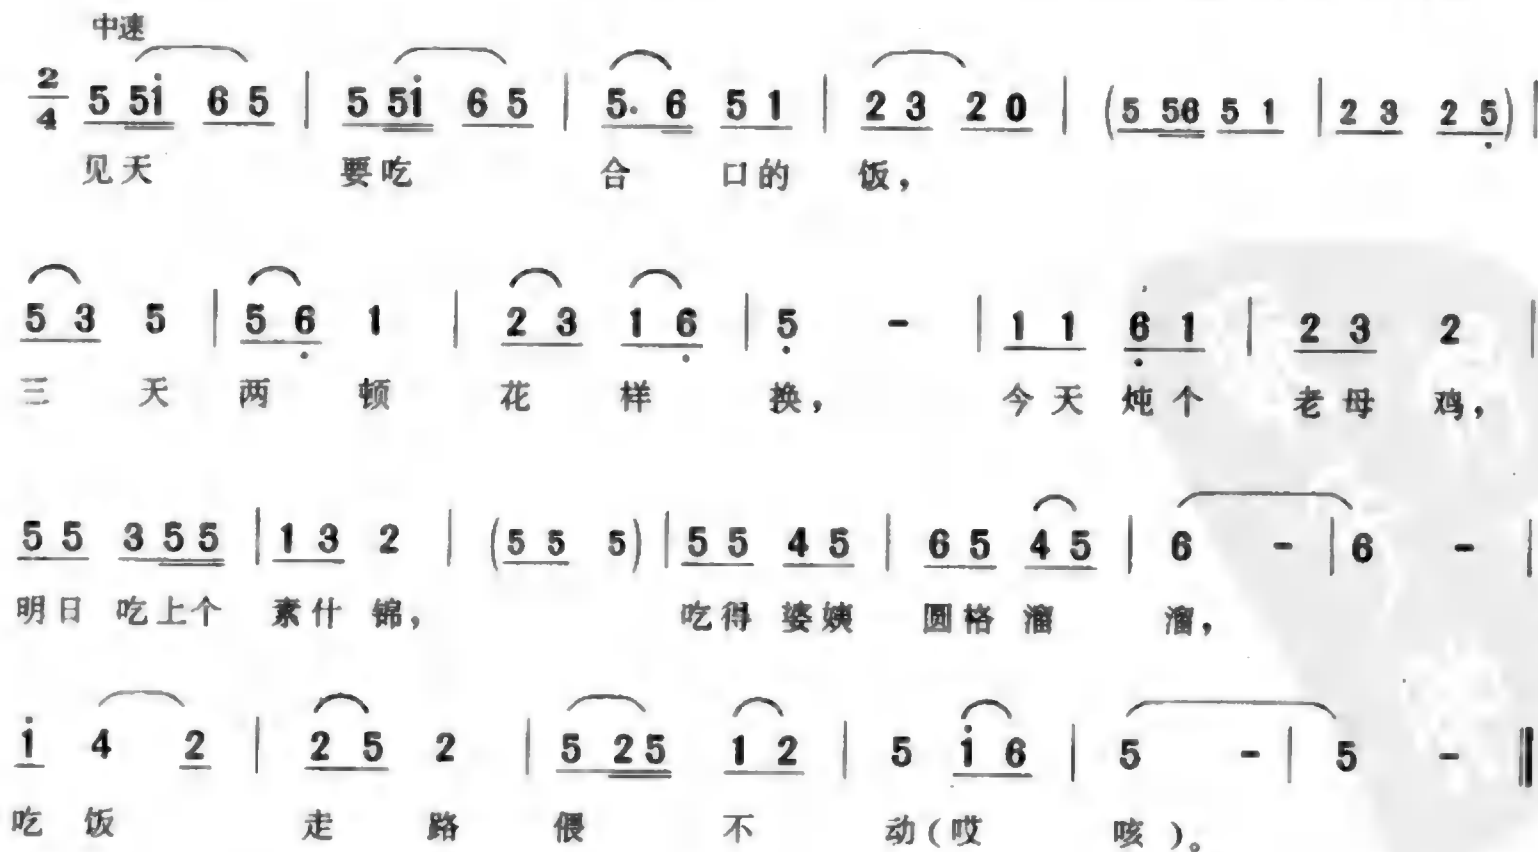 中速
2/4 5 5i̇ 6 5 | 5 5i̇ 6 5 | 5. 6 5 1 | 2 3 2 0 | (5 56 5 1 | 2 3 2 5̣) |
见天 要吃 合 口的 饭，
5 3 5 | 5 6̣ 1 | 2 3 1 6̣ | 5̣ - | 1 1 6̣ 1 | 2 3 2 |
三 天 两 顿 花 样 换， 今天 炖个 老母 鸡，
5 5 3 5 5 | 1 3 2 | (5 5 5) | 5 5 4 5 | 6 5 4 5 | 6 - | 6 - |
明日 吃上个 素什 锦， 吃得 婆姨 圆格 溜 溜，
i̇ 4 2 | 2 5 2 | 5 2 5 1 2 | 5 i̇ 6 | 5 - | 5 - ‖
吃 饭 走 路 偎 不 动(哎 咳)。